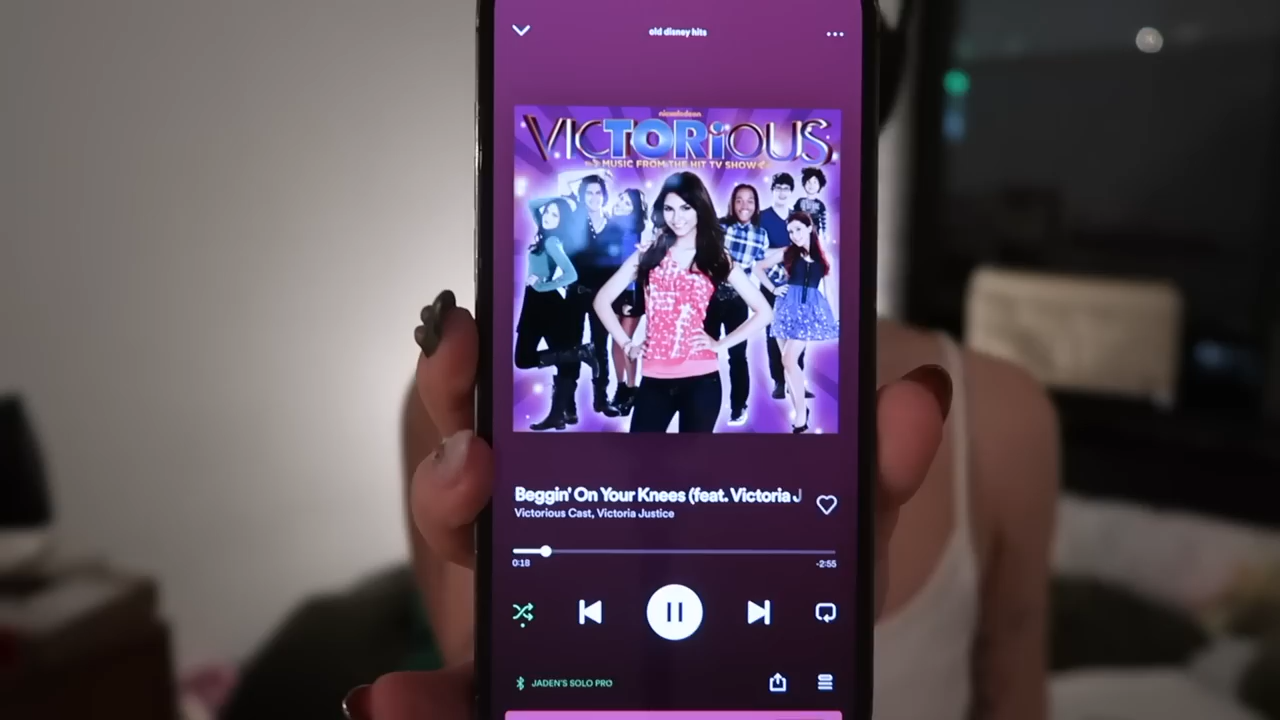 old disney hits
nickelodeon
VICTORiOUS
MUSIC FROM THE HIT TV SHOW
Beggin' On Your Knees (feat. Victoria J
Victorious Cast, Victoria Justice
0:18
-2:55
JADEN'S SOLO PRO